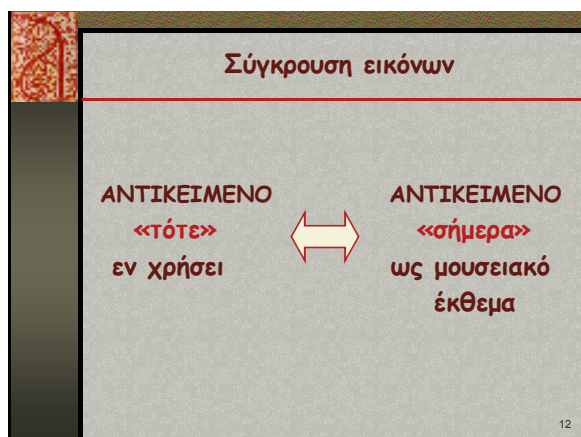 Σύγκρουση εικόνων
ΑΝΤΙΚΕΙΜΕΝΟ
«τότε»
εν χρήσει
ΑΝΤΙΚΕΙΜΕΝΟ
«σήμερα»
ως μουσειακό
έκθεμα
12